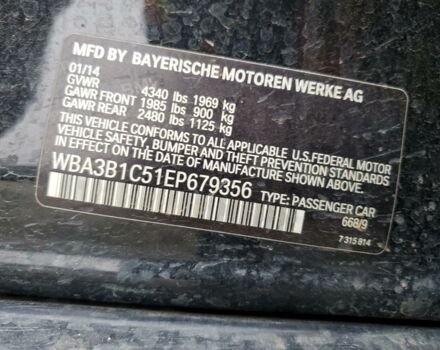 MFD BY BAYERISCHE MOTOREN WERKE AG
01/14
GVWR 4340 lbs 1969 kg
GAWR FRONT 1985 lbs 900 kg
GAWR REAR 2480 lbs 1125 kg
THIS VEHICLE CONFORMS TO ALL APPLICABLE U.S. FEDERAL MOTOR
VEHICLE SAFETY, BUMPER, AND THEFT PREVENTION STANDARDS
IN EFFECT ON THE DATE OF MANUFACTURE SHOWN ABOVE.
WBA3B1C51EP679356 TYPE: PASSENGER CAR
668/9
7 315 814